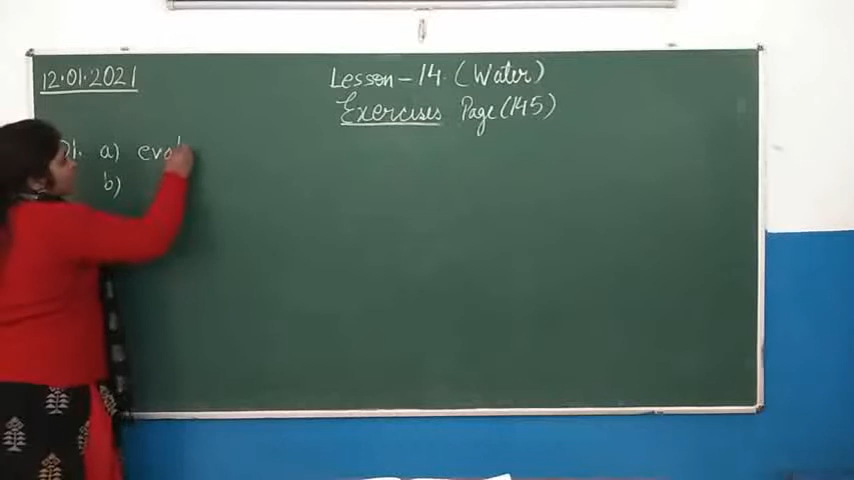 12.01.2021
Lesson - 14. (Water)
Exercises Page (145)
a)
b)